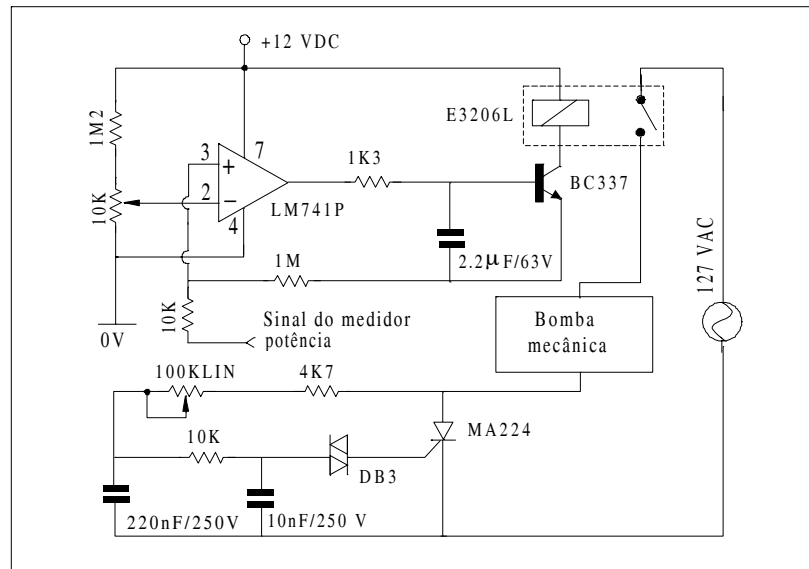 +12 VDC
1M2
E3206L
3
7
+
1K3
BC337
10K
2
−
LM741P
4
1M
2.2µF/63V
127 VAC
10K
Sinal do medidor
potência
0V
Bomba
mecânica
100KLIN
4K7
MA224
10K
DB3
220nF/250V
10nF/250 V